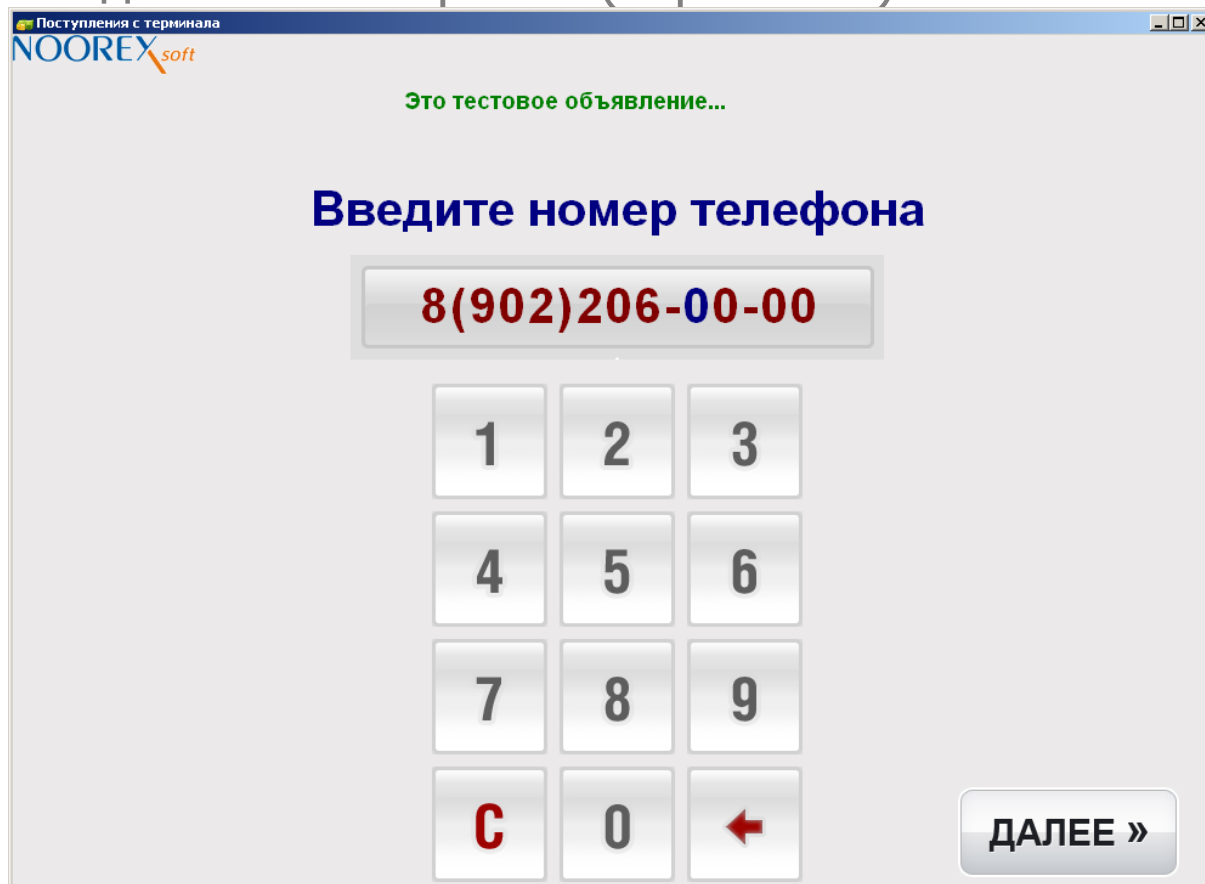 Поступления с терминала
NOOREX soft
Это тестовое объявление...
Введите номер телефона
8(902)206-00-00
1 2 3
4 5 6
7 8 9
C 0
ДАЛЕЕ »